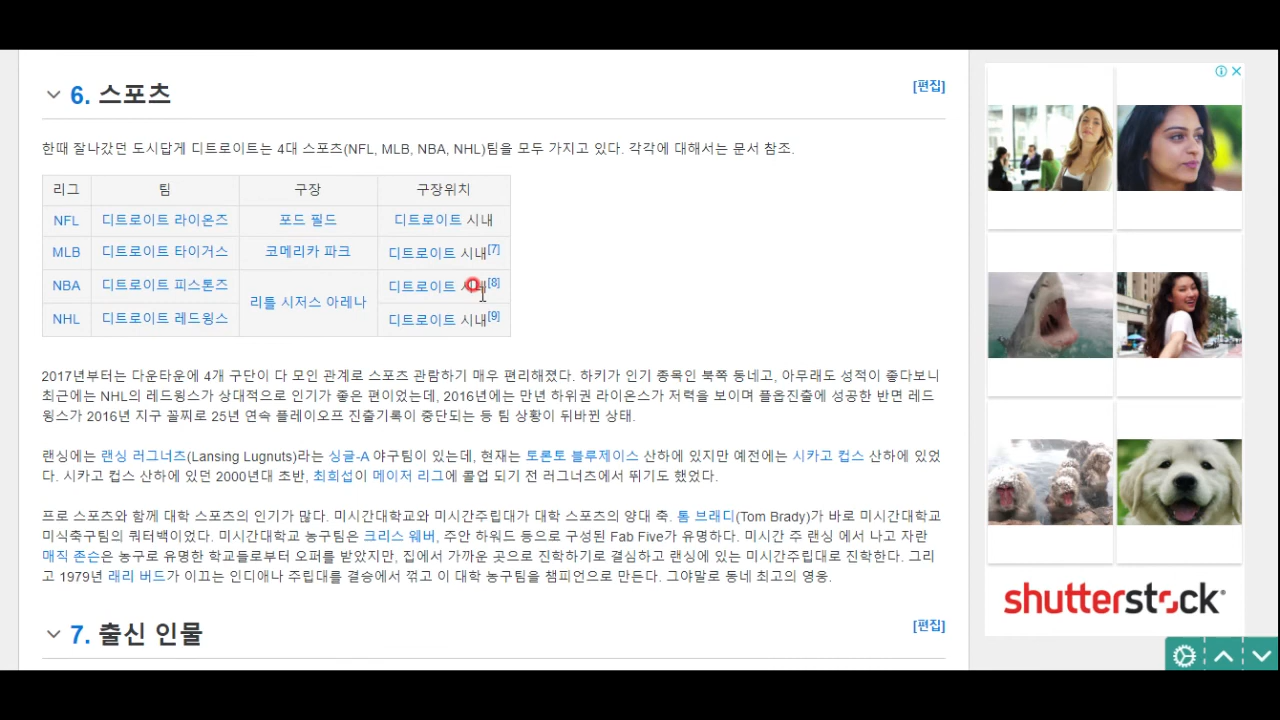 6. 스포츠 [편집]
한때 잘나갔던 도시답게 디트로이트는 4대 스포츠(NFL, MLB, NBA, NHL)팀을 모두 가지고 있다. 각각에 대해서는 문서 참조.
리그 팀 구장 구장위치
NFL 디트로이트 라이온즈 포드 필드 디트로이트 시내
MLB 디트로이트 타이거스 코메리카 파크 디트로이트 시내[7]
NBA 디트로이트 피스톤즈 리틀 시저스 아레나 디트로이트 시내[8]
NHL 디트로이트 레드윙스 디트로이트 시내[9]
2017년부터는 다운타운에 4개 구단이 다 모인 관계로 스포츠 관람하기 매우 편리해졌다. 하키가 인기 종목인 북쪽 동네고, 아무래도 성적이 좋다보니
최근에는 NHL의 레드윙스가 상대적으로 인기가 좋은 편이었는데, 2016년에는 만년 하위권 라이온스가 저력을 보이며 플옵진출에 성공한 반면 레드
윙스가 2016년 지구 꼴찌로 25년 연속 플레이오프 진출기록이 중단되는 등 팀 상황이 뒤바뀐 상태.
랜싱에는 랜싱 러그너츠(Lansing Lugnuts)라는 싱글-A 야구팀이 있는데, 현재는 토론토 블루제이스 산하에 있지만 예전에는 시카고 컵스 산하에 있었
다. 시카고 컵스 산하에 있던 2000년대 초반, 최희섭이 메이저 리그에 콜업 되기 전 러그너츠에서 뛰기도 했었다.
프로 스포츠와 함께 대학 스포츠의 인기가 많다. 미시간대학교와 미시간주립대가 대학 스포츠의 양대 축. 톰 브래디(Tom Brady)가 바로 미시간대학교
미식축구팀의 쿼터백이었다. 미시간대학교 농구팀은 크리스 웨버, 주안 하워드 등으로 구성된 Fab Five가 유명하다. 미시간 주 랜싱 에서 나고 자란
매직 존슨은 농구로 유명한 학교들로부터 오퍼를 받았지만, 집에서 가까운 곳으로 진학하기로 결심하고 랜싱에 있는 미시간주립대로 진학한다. 그리
고 1979년 래리 버드가 이끄는 인디애나 주립대를 결승에서 꺾고 이 대학 농구팀을 챔피언으로 만든다. 그야말로 동네 최고의 영웅.
7. 출신 인물 [편집]
shutterstock